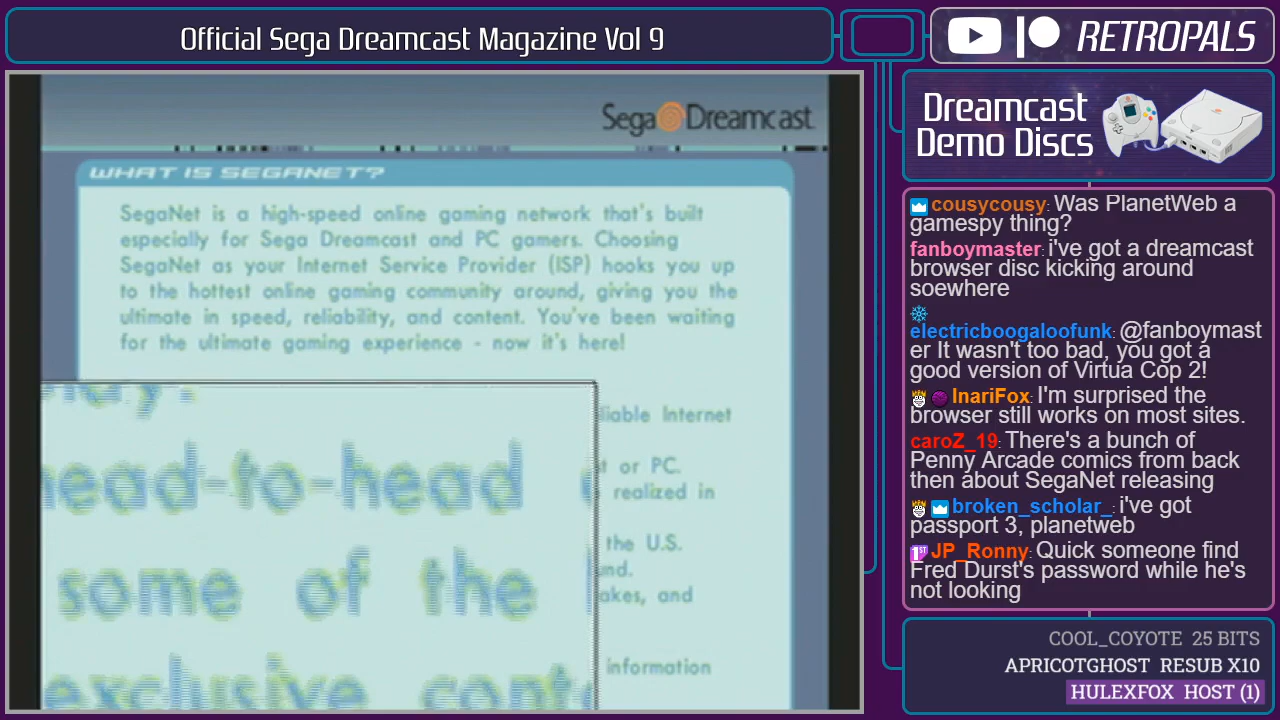 Official Sega Dreamcast Magazine Vol 9
RETROPALS
Sega Dreamcast
WHAT IS SEGANET?
SegaNet is a high-speed online gaming network that's built
especially for Sega Dreamcast and PC gamers. Choosing
SegaNet as your Internet Service Provider (ISP) hooks you up
to the hottest online gaming community around, giving you the
ultimate in speed, reliability, and content. You've been waiting
for the ultimate gaming experience - now it's here!
liable Internet
head-to-head
t or PC.
realized in
some of the
the U.S.
und.
akes, and
exclusive cont
information
Dreamcast
Demo Discs
cousycousy: Was PlanetWeb a
gamespy thing?
fanboymaster: i've got a dreamcast
browser disc kicking around
soewhere
electricboogaloofunk: @fanboymast
er It wasn't too bad, you got a
good version of Virtua Cop 2!
1nariFox: I'm surprised the
browser still works on most sites.
caroZ_19: There's a bunch of
Penny Arcade comics from back
then about SegaNet releasing
broken_scholar_: i've got
passport 3, planetweb
1ST JP_Ronny: Quick someone find
Fred Durst's password while he's
not looking
COOL_COYOTE 25 BITS
APRICOTGHOST RESUB X10
HULEXFOX HOST (1)